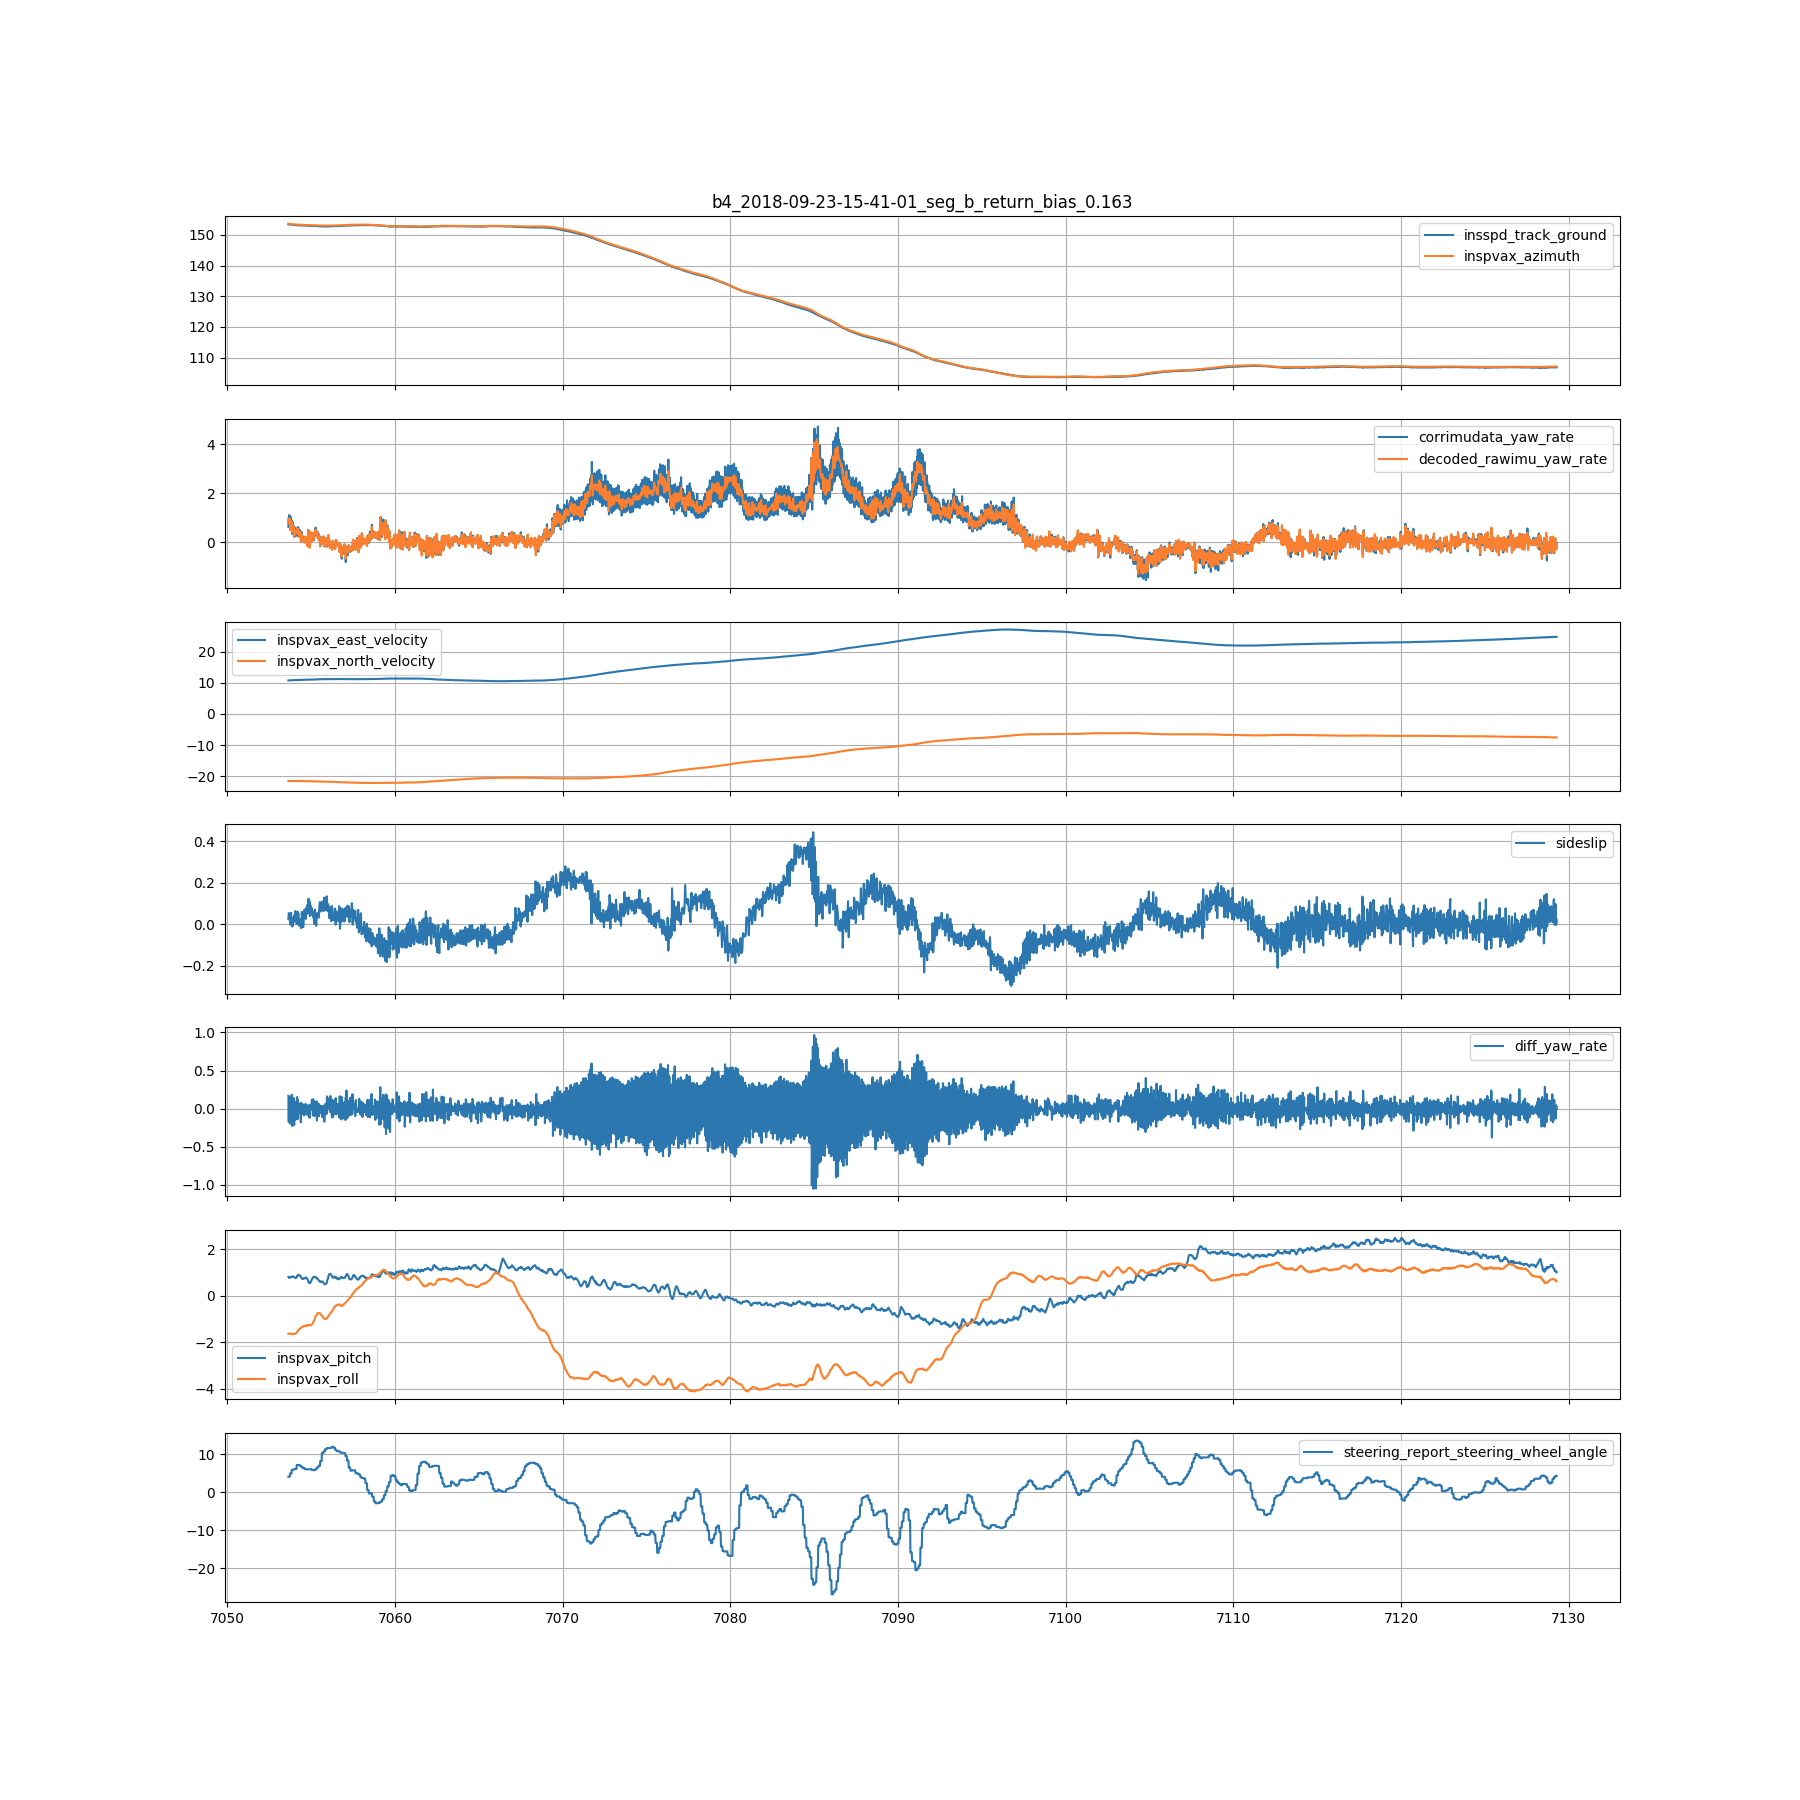 b4_2018-09-23-15-41-01_seg_b_return_bias_0.163
150
140
130
120
110
insspd_track_ground
inspvax_azimuth
4
2
0
corrimudata_yaw_rate
decoded_rawimu_yaw_rate
20
10
0
−10
−20
inspvax_east_velocity
inspvax_north_velocity
0.4
0.2
0.0
−0.2
sideslip
1.0
0.5
0.0
−0.5
−1.0
diff_yaw_rate
2
0
−2
−4
inspvax_pitch
inspvax_roll
10
0
−10
−20
steering_report_steering_wheel_angle
7050 7060 7070 7080 7090 7100 7110 7120 7130